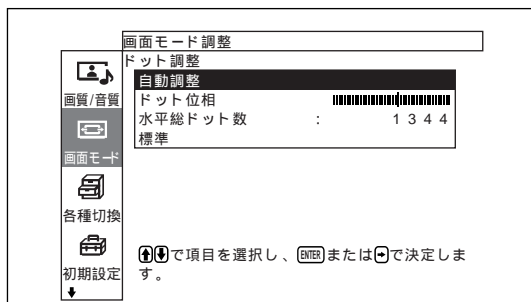 画面モード調整
ドット調整
自動調整
ドット位相
水平総ドット数 : 1344
標準
画質/音質
画面モード
各種切換
初期設定
で項目を選択し、ENTERまたはで決定しま
す。